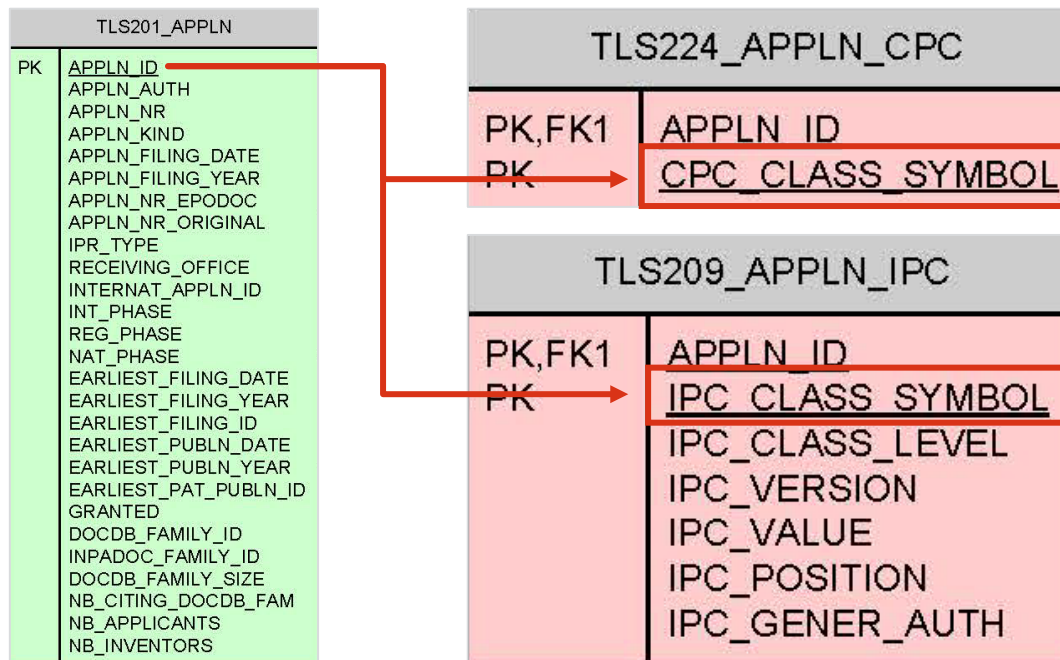 TLS201_APPLN
PK APPLN_ID
APPLN_AUTH
APPLN_NR
APPLN_KIND
APPLN_FILING_DATE
APPLN_FILING_YEAR
APPLN_NR_EPODOC
APPLN_NR_ORIGINAL
IPR_TYPE
RECEIVING_OFFICE
INTERNAT_APPLN_ID
INT_PHASE
REG_PHASE
NAT_PHASE
EARLIEST_FILING_DATE
EARLIEST_FILING_YEAR
EARLIEST_FILING_ID
EARLIEST_PUBLN_DATE
EARLIEST_PUBLN_YEAR
EARLIEST_PAT_PUBLN_ID
GRANTED
DOCDB_FAMILY_ID
INPADOC_FAMILY_ID
DOCDB_FAMILY_SIZE
NB_CITING_DOCDB_FAM
NB_APPLICANTS
NB_INVENTORS
TLS224_APPLN_CPC
PK,FK1 APPLN_ID
PK CPC_CLASS_SYMBOL
TLS209_APPLN_IPC
PK,FK1 APPLN_ID
PK IPC_CLASS_SYMBOL
IPC_CLASS_LEVEL
IPC_VERSION
IPC_VALUE
IPC_POSITION
IPC_GENER_AUTH